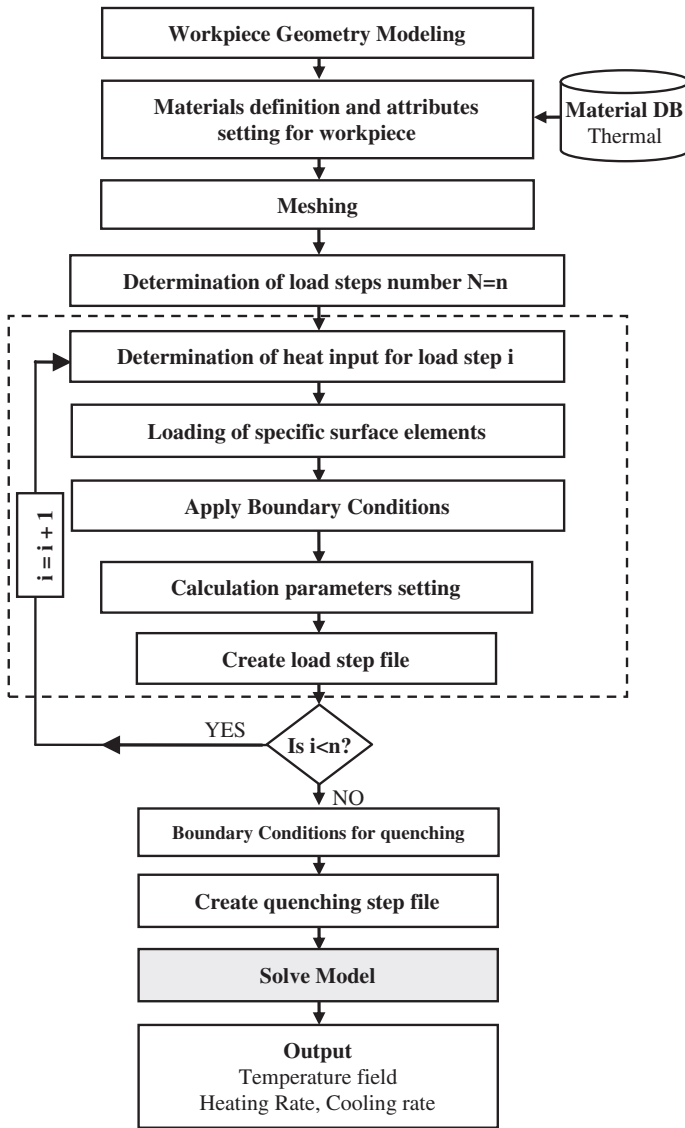 Workpiece Geometry Modeling
Materials definition and attributes
setting for workpiece
Material DB
Thermal
Meshing
Determination of load steps number N=n
Determination of heat input for load step i
Loading of specific surface elements
Apply Boundary Conditions
i = i + 1
Calculation parameters setting
Create load step file
YES
Is i<n?
NO
Boundary Conditions for quenching
Create quenching step file
Solve Model
Output
Temperature field
Heating Rate, Cooling rate